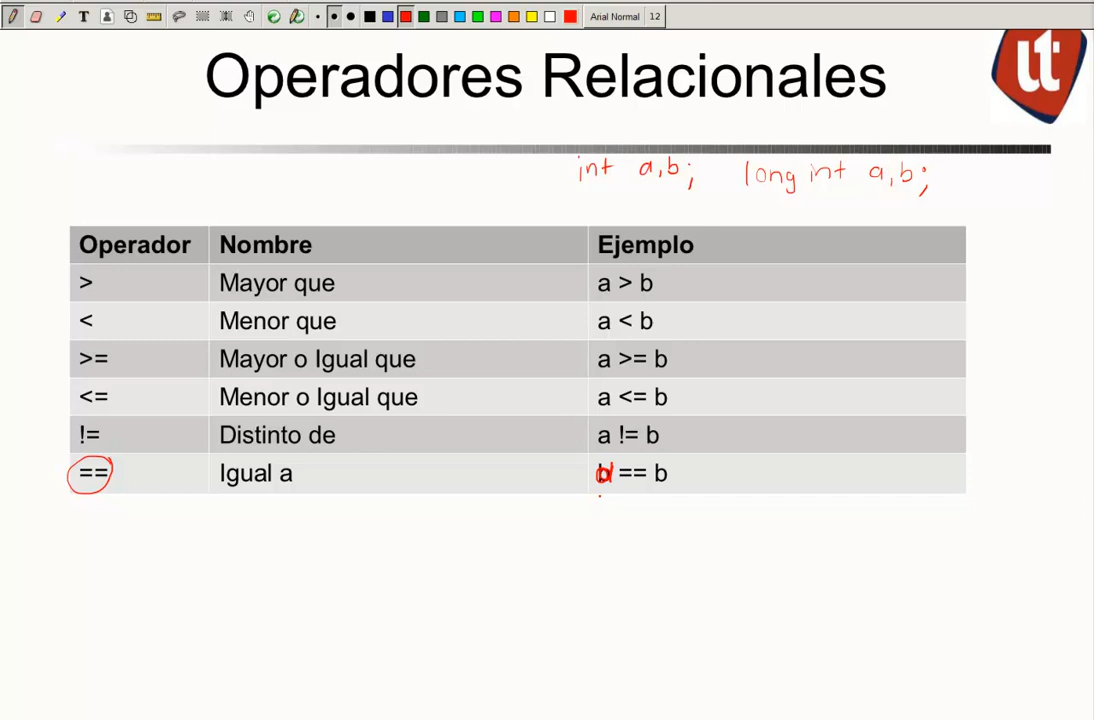 T Arial Normal 12
Operadores Relacionales
ut
int a,b; long int a,b;
Operador Nombre Ejemplo
> Mayor que a > b
< Menor que a < b
>= Mayor o Igual que a >= b
<= Menor o Igual que a <= b
!= Distinto de a != b
== Igual a a == b